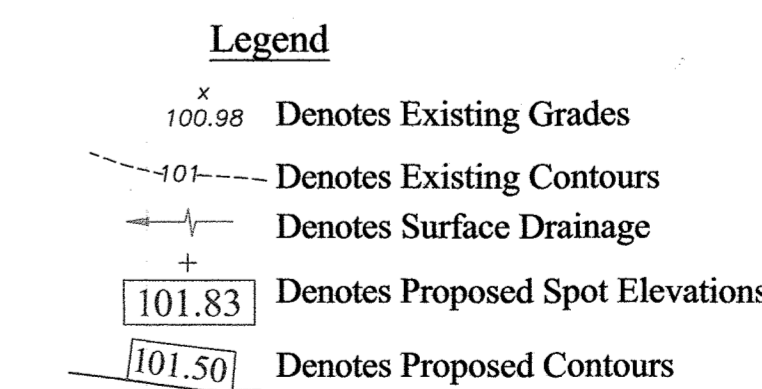 Legend
x
100.98 Denotes Existing Grades
101 Denotes Existing Contours
Denotes Surface Drainage
+
101.83 Denotes Proposed Spot Elevations
101.50 Denotes Proposed Contours